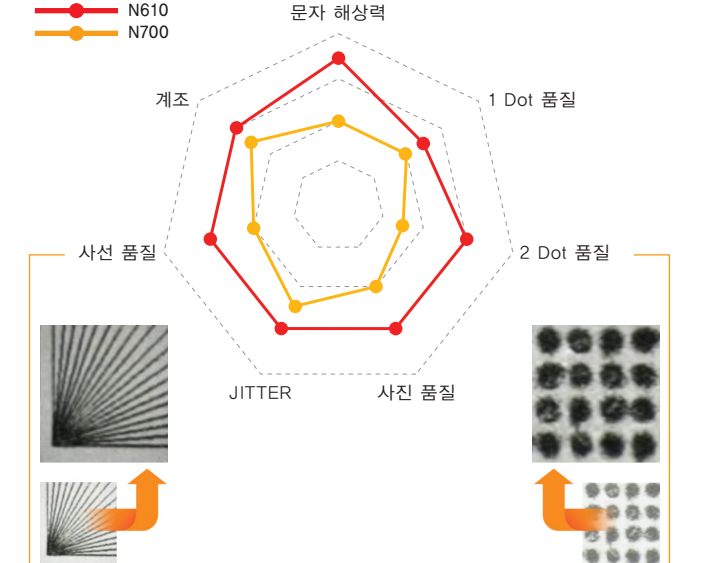 N610
N700
문자 해상력
계조
1 Dot 품질
사선 품질
2 Dot 품질
JITTER
사진 품질